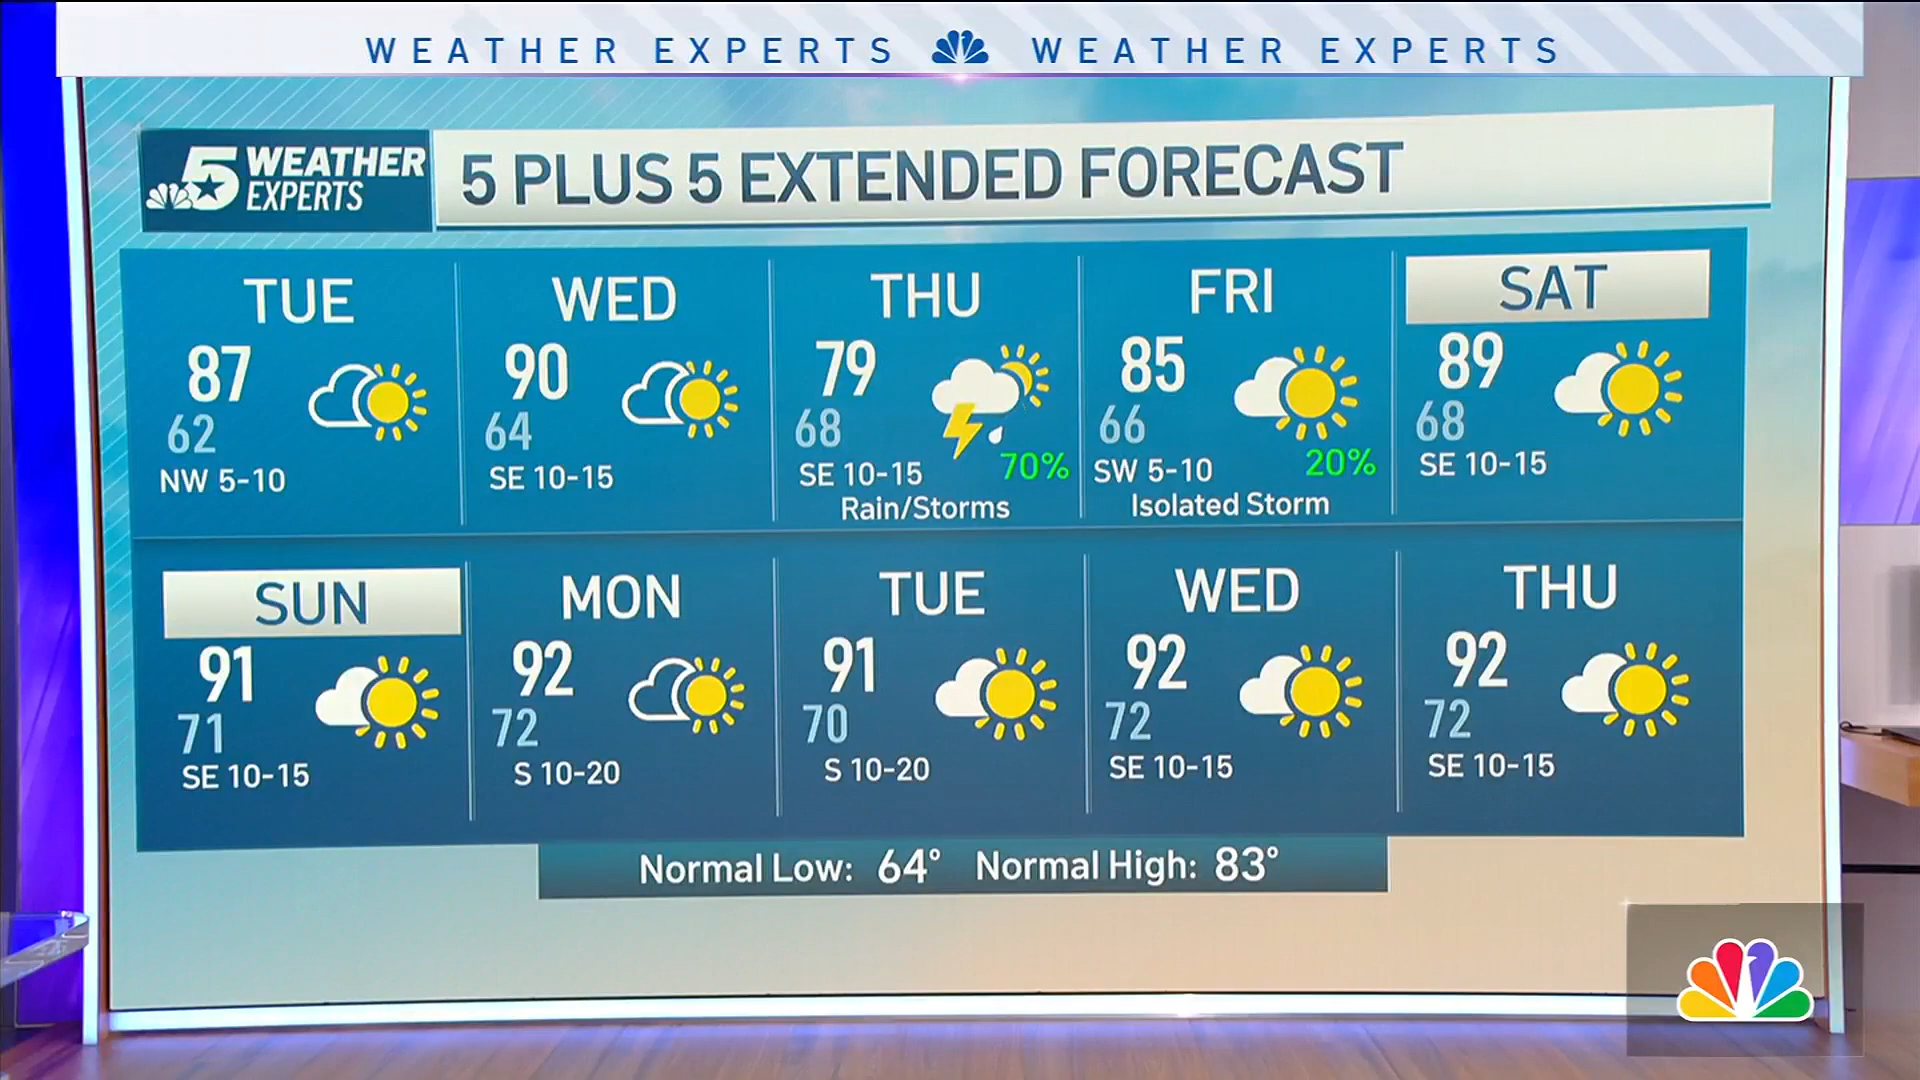 WEATHER EXPERTS WEATHER EXPERTS
5 WEATHER EXPERTS
5 PLUS 5 EXTENDED FORECAST
TUE
87
62
NW 5-10
WED
90
64
SE 10-15
THU
79
68
SE 10-15
70%
Rain/Storms
FRI
85
66
SW 5-10
20%
Isolated Storm
SAT
89
68
SE 10-15
SUN
91
71
SE 10-15
MON
92
72
S 10-20
TUE
91
70
S 10-20
WED
92
72
SE 10-15
THU
92
72
SE 10-15
Normal Low: 64° Normal High: 83°